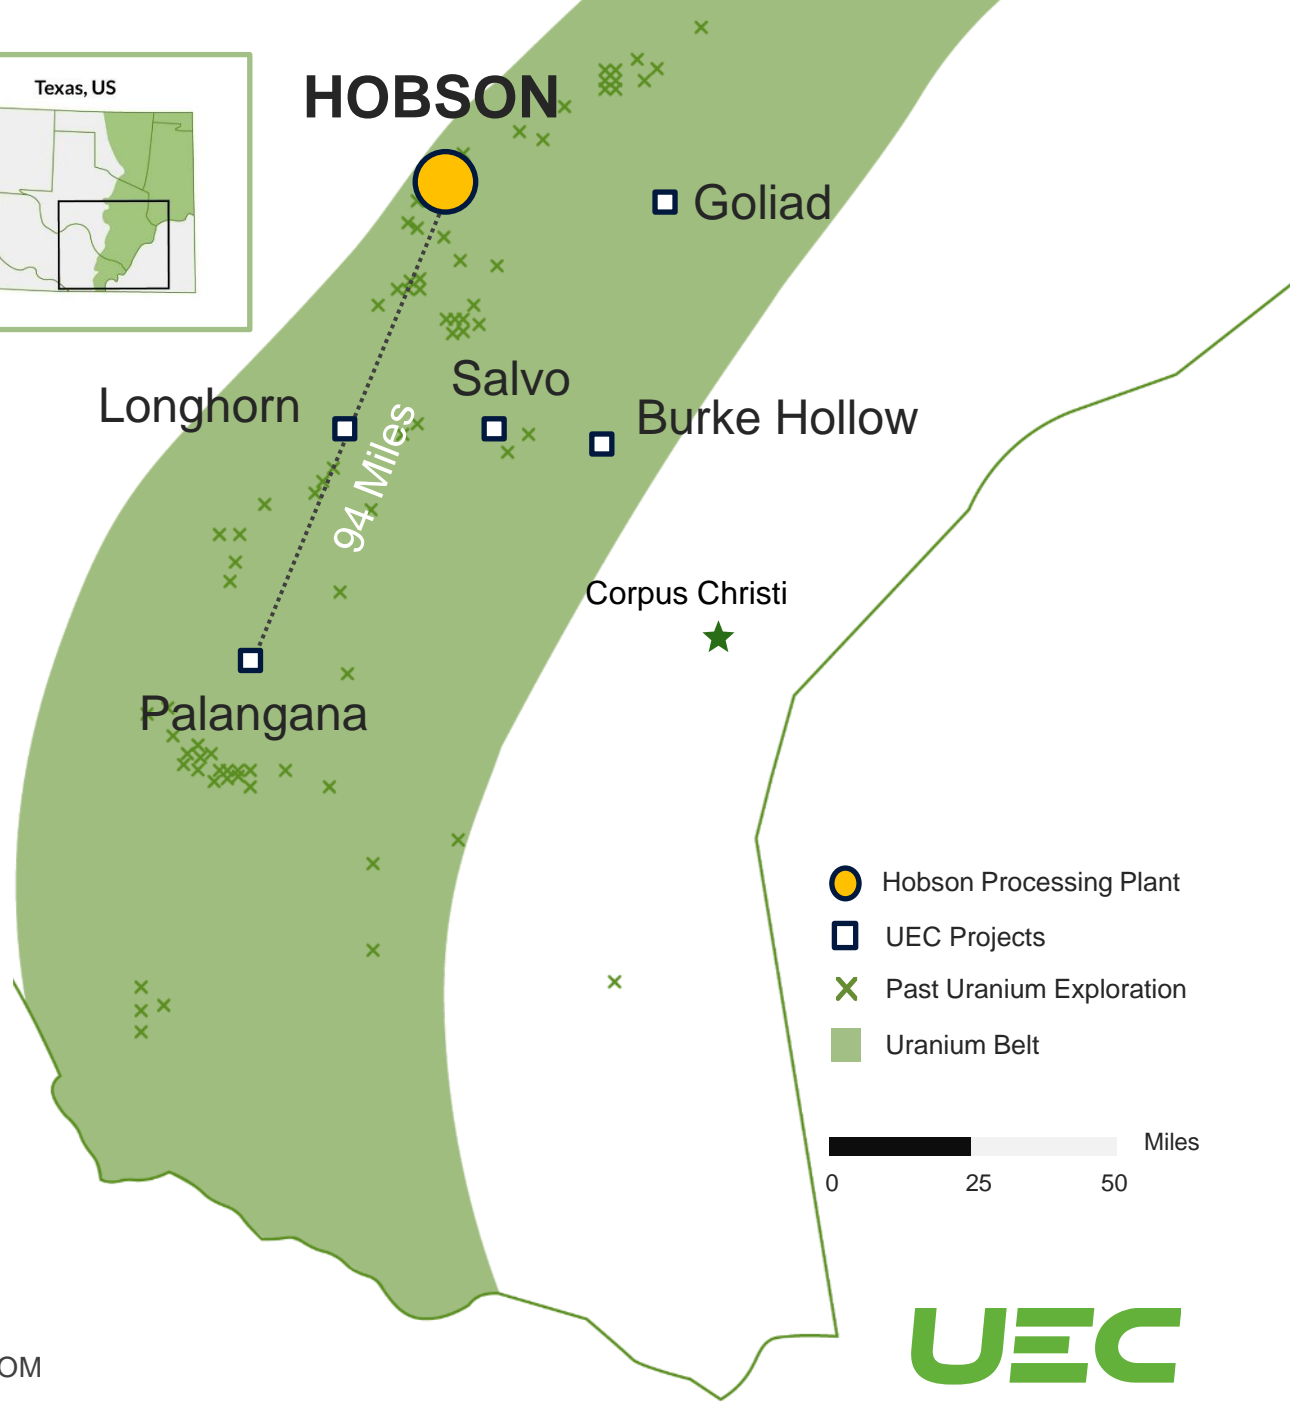 Texas, US
HOBSON
Goliad
Salvo
Longhorn
Burke Hollow
94 Miles
Corpus Christi
Palangana
Hobson Processing Plant
UEC Projects
Past Uranium Exploration
Uranium Belt
Miles
0 25 50
UEC
OM